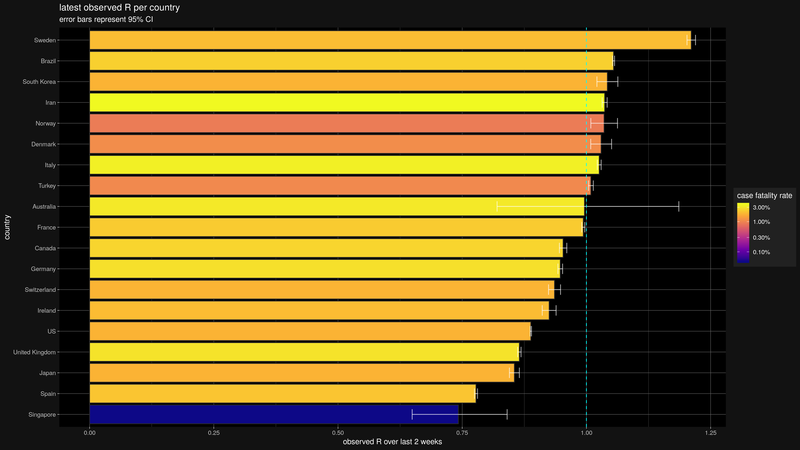 latest observed R per country
error bars represent 95% CI
country
Sweden
Brazil
South Korea
Iran
Norway
Denmark
Italy
Turkey
Australia
France
Canada
Germany
Switzerland
Ireland
US
United Kingdom
Japan
Spain
Singapore
0.00
0.25
0.50
0.75
1.00
1.25
observed R over last 2 weeks
case fatality rate
3.00%
1.00%
0.30%
0.10%